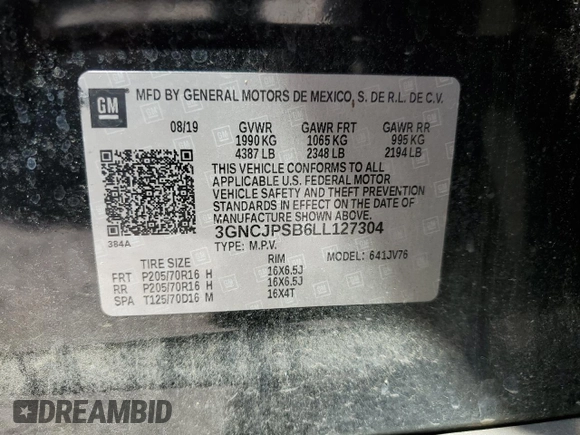 GM
MFD BY GENERAL MOTORS DE MEXICO, S. DE R.L. DE C.V.
08/19 GVWR GAWR FRT GAWR RR
1990 KG 1065 KG 995 KG
4387 LB 2348 LB 2194 LB
THIS VEHICLE CONFORMS TO ALL
APPLICABLE U.S. FEDERAL MOTOR
VEHICLE SAFETY AND THEFT PREVENTION
STANDARDS IN EFFECT ON THE DATE OF
MANUFACTURE SHOWN ABOVE.
384A 3GNCJPSB6LL127304
TYPE: M.P.V. MODEL: 641JV76
TIRE SIZE RIM
FRT P205/70R16 H 16X6.5J
RR P205/70R16 H 16X6.5J
SPA T125/70D16 M 16X4T
DREAMBID